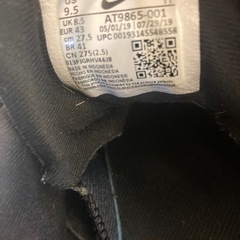 US
9.5
UK 8.5
EUR 43
cm 27.5
BR 41
CN 275(2.5)
AT9865-001
05/01/19 07/29/19
UPC 00193145548558
MADE IN INDONESIA